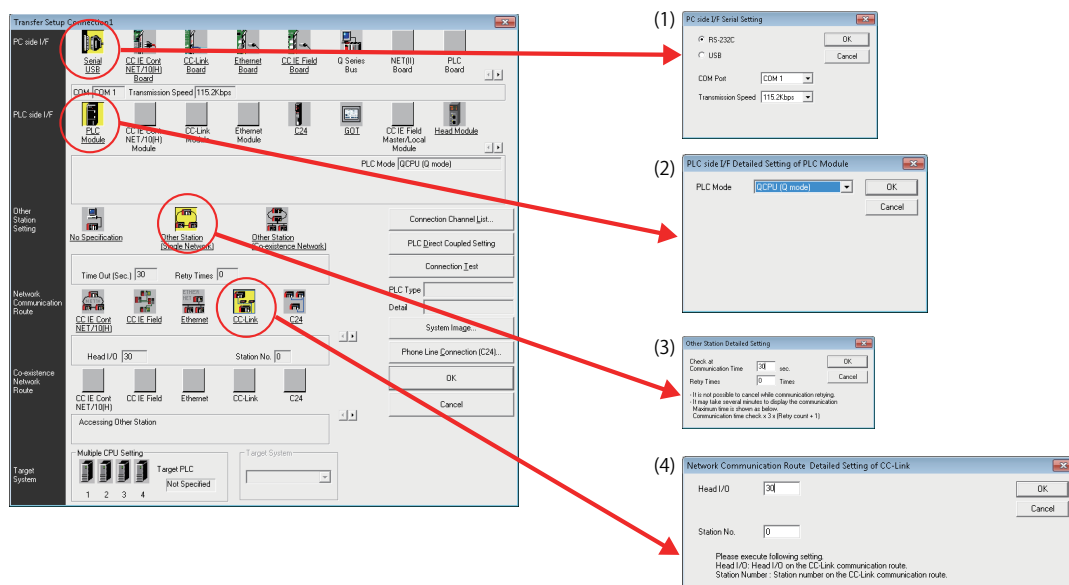 Transfer Setup Connection1
PC side I/F
Serial USB
CC IE Cont NET/10(H) Board
CC-Link Board
Ethernet Board
CC IE Field Board
Q Series Bus
NET(II) Board
PLC Board
COM COM 1 Transmission Speed 115.2Kbps
PLC side I/F
PLC Module
CC IE Cont NET/10(H) Module
CC-Link Module
Ethernet Module
C24
GOT
CC IE Field Master/Local Module
Head Module
PLC Mode QCPU (Q mode)
Other Station Setting
No Specification
Other Station (Single Network)
Other Station (Co-existence Network)
Time Out (Sec.) 30 Retry Times 0
Connection Channel List...
PLC Direct Coupled Setting
Connection Test
PLC Type
Detail
System Image...
Phone Line Connection (C24)...
OK
Cancel
Network Communication Route
CC IE Cont NET/10(H)
CC IE Field
Ethernet
CC-Link
C24
Head I/O 30 Station No. 0
Co-existence Network Route
CC IE Cont NET/10(H)
CC IE Field
Ethernet
CC-Link
C24
Accessing Other Station
Target System
Multiple CPU Setting
1 2 3 4
Target PLC
Not Specified
Target System
(1)
PC side I/F Serial Setting
RS-232C
USB
OK
Cancel
COM Port COM 1
Transmission Speed 115.2Kbps
(2)
PLC side I/F Detailed Setting of PLC Module
PLC Mode QCPU (Q mode)
OK
Cancel
(3)
Other Station Detailed Setting
Check at
Communication Time 30 sec.
Retry Times 0 Times
OK
Cancel
- It is not possible to cancel while communication retrying.
- It may take several minutes to display the communication
Maximum time is shown as below.
Communication time check x 3 x (Retry count + 1)
(4)
Network Communication Route Detailed Setting of CC-Link
Head I/O 30
OK
Cancel
Station No. 0
Please execute following setting.
Head I/O: Head I/O on the CC-Link communication route.
Station Number : Station number on the CC-Link communication route.